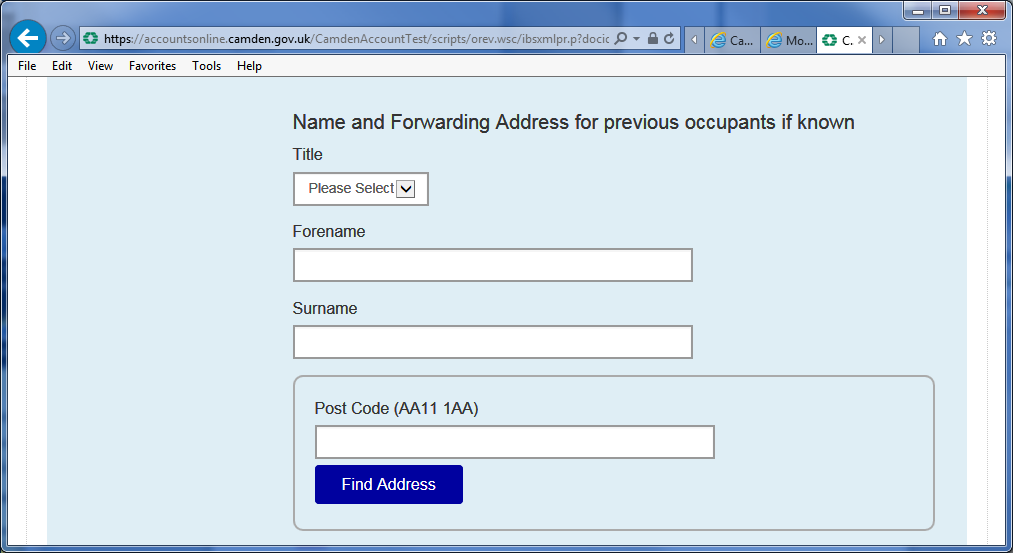 https://accountsonline.camden.gov.uk/CamdenAccountTest/scripts/orev.wsc/ibsxmlpr.p?docid
Ca...
Mo...
C.
File Edit View Favorites Tools Help
Name and Forwarding Address for previous occupants if known
Title
Please Select
Forename
Surname
Post Code (AA11 1AA)
Find Address